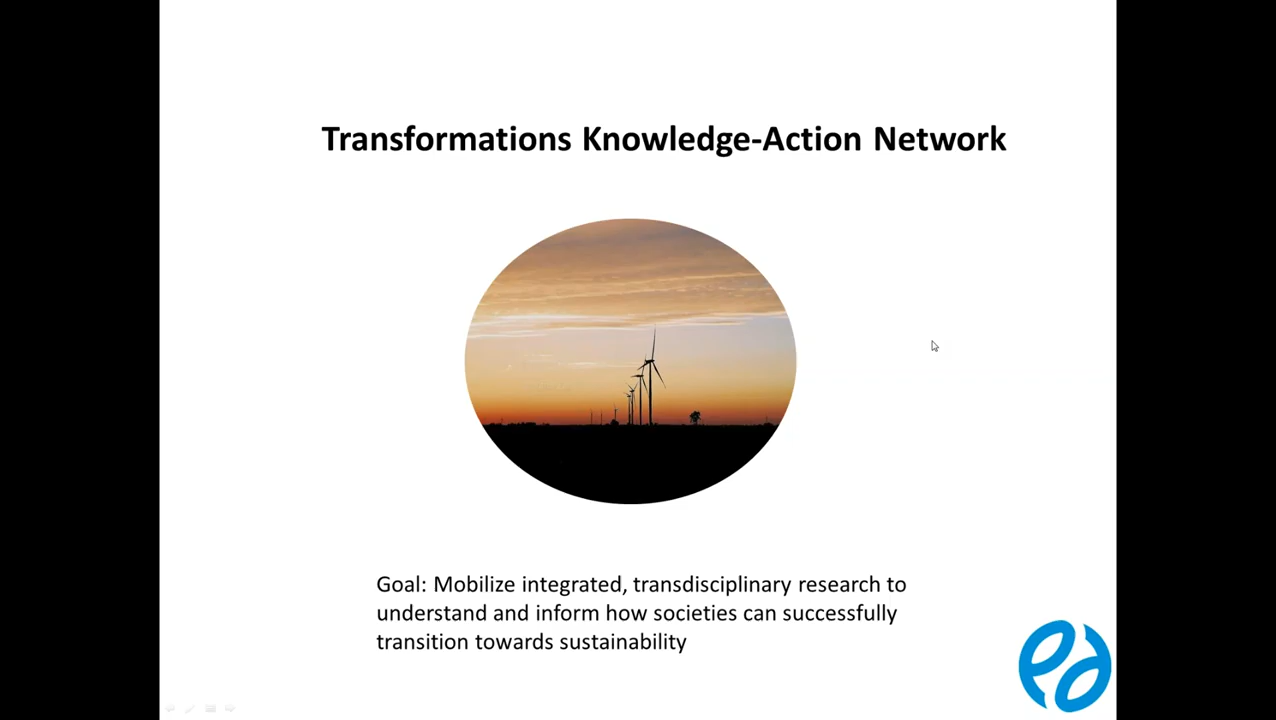 Transformations Knowledge-Action Network
Goal: Mobilize integrated, transdisciplinary research to
understand and inform how societies can successfully
transition towards sustainability